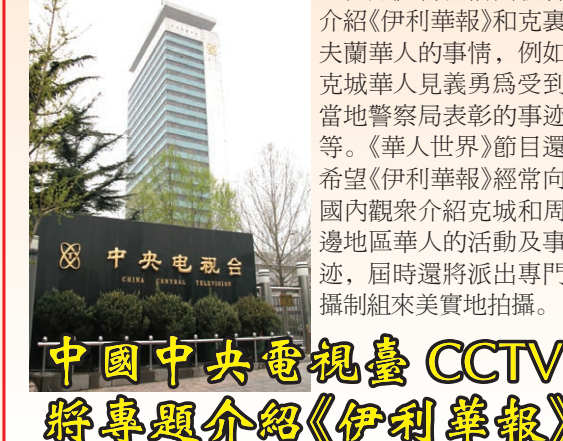 介紹《伊利華報》和克裏
夫蘭華人的事情，例如
克城華人見義勇爲受到
當地警察局表彰的事迹
等。《華人世界》節目還
希望《伊利華報》經常向
國內觀衆介紹克城和周
邊地區華人的活動及事
迹，屆時還將派出專門
攝制組來美實地拍攝。
中央电视台
CHINA CENTRAL TELEVISION
中國中央電視臺 CCTV
將專題介紹《伊利華報》